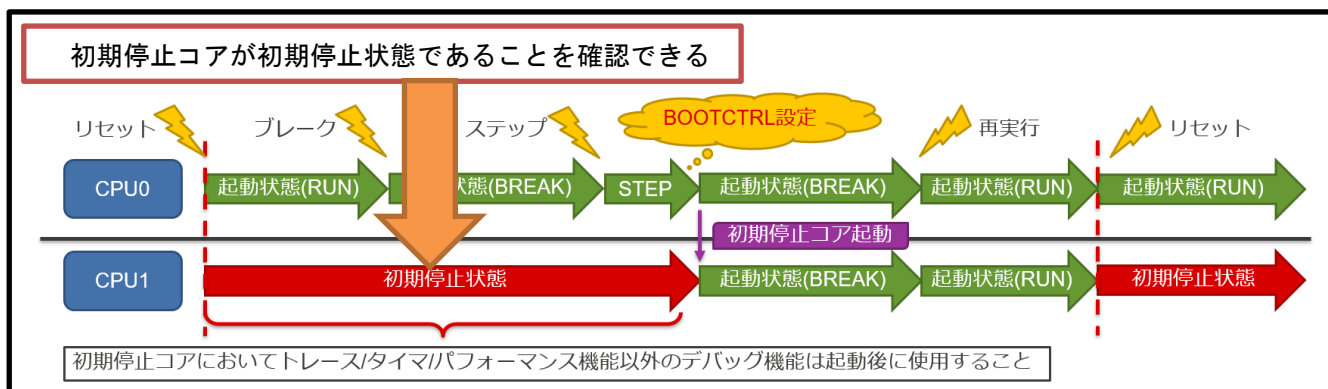 初期停止コアが初期停止状態であることを確認できる
リセット ブレーク ステップ BOOTCTRL設定 再実行 リセット
CPU0 起動状態(RUN) 状態(BREAK) STEP 起動状態(BREAK) 起動状態(RUN) 起動状態(RUN)
初期停止コア起動
CPU1 初期停止状態 起動状態(BREAK) 起動状態(RUN) 初期停止状態
初期停止コアにおいてトレース/タイマ/パフォーマンス機能以外のデバッグ機能は起動後に使用すること